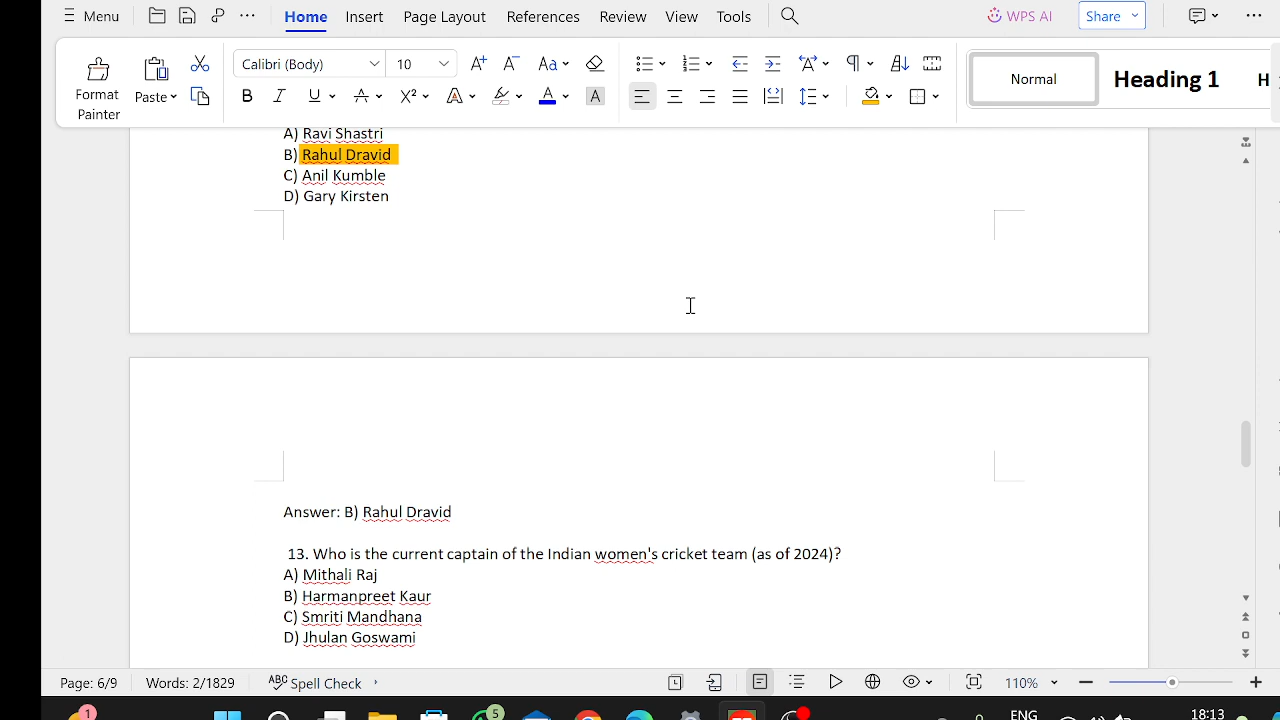 Menu
Home Insert Page Layout References Review View Tools
WPS AI
Share
Format Painter
Paste
Calibri (Body)
10
Normal
Heading 1
H
A) Ravi Shastri
B) Rahul Dravid
C) Anil Kumble
D) Gary Kirsten
Answer: B) Rahul Dravid
13. Who is the current captain of the Indian women's cricket team (as of 2024)?
A) Mithali Raj
B) Harmanpreet Kaur
C) Smriti Mandhana
D) Jhulan Goswami
Page: 6/9 Words: 2/1829 Spell Check 110%
1
5
ENG
18:13